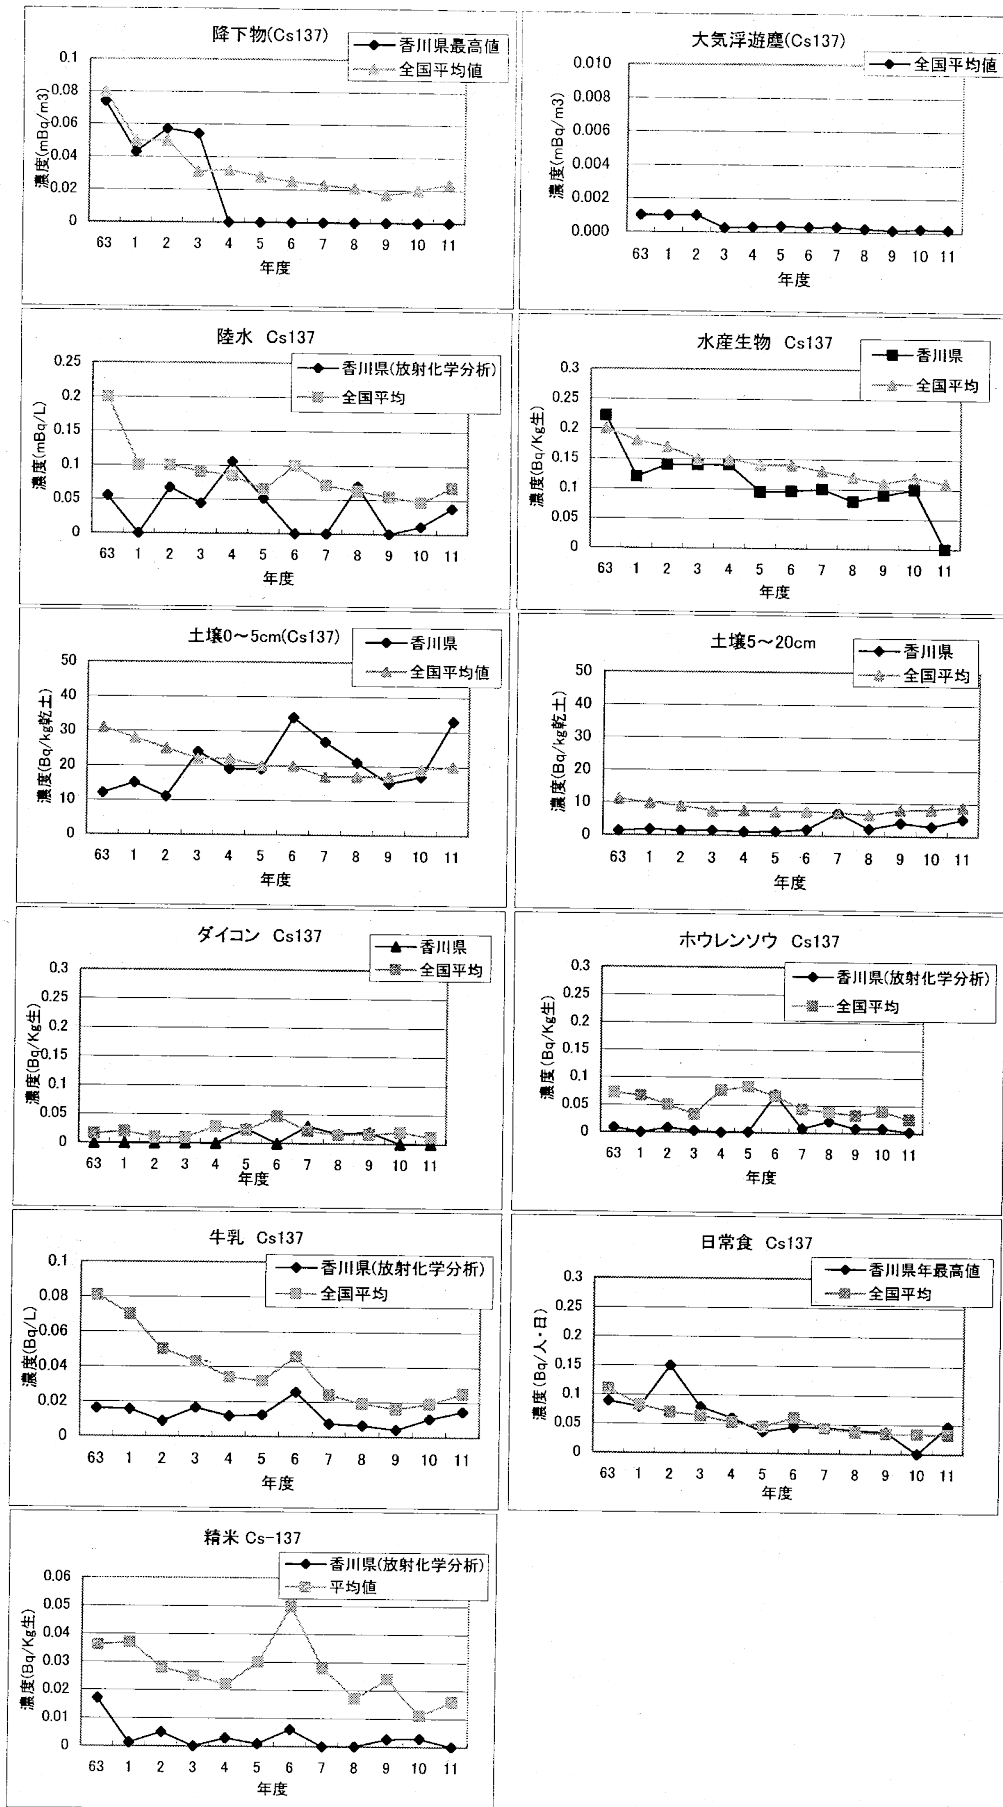 降下物(Cs137)
香川県最高値
全国平均値
濃度(mBq/m3)
0.1
0.08
0.06
0.04
0.02
0
63 1 2 3 4 5 6 7 8 9 10 11
年度
大気浮遊塵(Cs137)
全国平均値
濃度(mBq/m3)
0.010
0.008
0.006
0.004
0.002
0.000
63 1 2 3 4 5 6 7 8 9 10 11
年度
陸水 Cs137
香川県(放射化学分析)
全国平均
濃度(mBq/L)
0.25
0.2
0.15
0.1
0.05
0
63 1 2 3 4 5 6 7 8 9 10 11
年度
水産生物 Cs137
香川県
全国平均
濃度(Bq/Kg生)
0.3
0.25
0.2
0.15
0.1
0.05
0
63 1 2 3 4 5 6 7 8 9 10 11
年度
土壌0～5cm(Cs137)
香川県
全国平均値
濃度(Bq/kg乾土)
50
40
30
20
10
0
63 1 2 3 4 5 6 7 8 9 10 11
年度
土壌5～20cm
香川県
全国平均
濃度(Bq/kg乾土)
50
40
30
20
10
0
63 1 2 3 4 5 6 7 8 9 10 11
年度
ダイコン Cs137
香川県
全国平均
濃度(Bq/Kg生)
0.3
0.25
0.2
0.15
0.1
0.05
0
63 1 2 3 4 5 6 7 8 9 10 11
年度
ホウレンソウ Cs137
香川県(放射化学分析)
全国平均
濃度(Bq/Kg生)
0.3
0.25
0.2
0.15
0.1
0.05
0
63 1 2 3 4 5 6 7 8 9 10 11
年度
牛乳 Cs137
香川県(放射化学分析)
全国平均
濃度(Bq/L)
0.1
0.08
0.06
0.04
0.02
0
63 1 2 3 4 5 6 7 8 9 10 11
年度
日常食 Cs137
香川県年最高値
全国平均
濃度(Bq/人・日)
0.3
0.25
0.2
0.15
0.1
0.05
0
63 1 2 3 4 5 6 7 8 9 10 11
年度
精米 Cs-137
香川県(放射化学分析)
平均値
濃度(Bq/Kg生)
0.06
0.05
0.04
0.03
0.02
0.01
0
63 1 2 3 4 5 6 7 8 9 10 11
年度